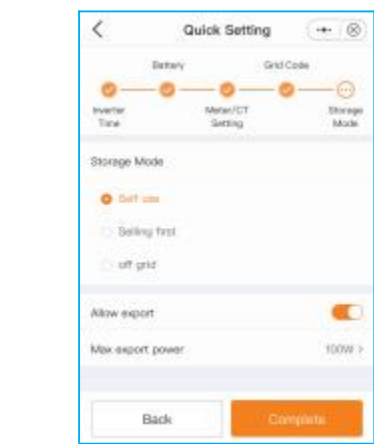 Quick Setting
Battery
Grid Code
Inverter
Time
Meter/CT
Setting
Storage
Mode
Storage Mode
Self use
Selling first
off grid
Allow export
Max export power
100W >
Back
Complete